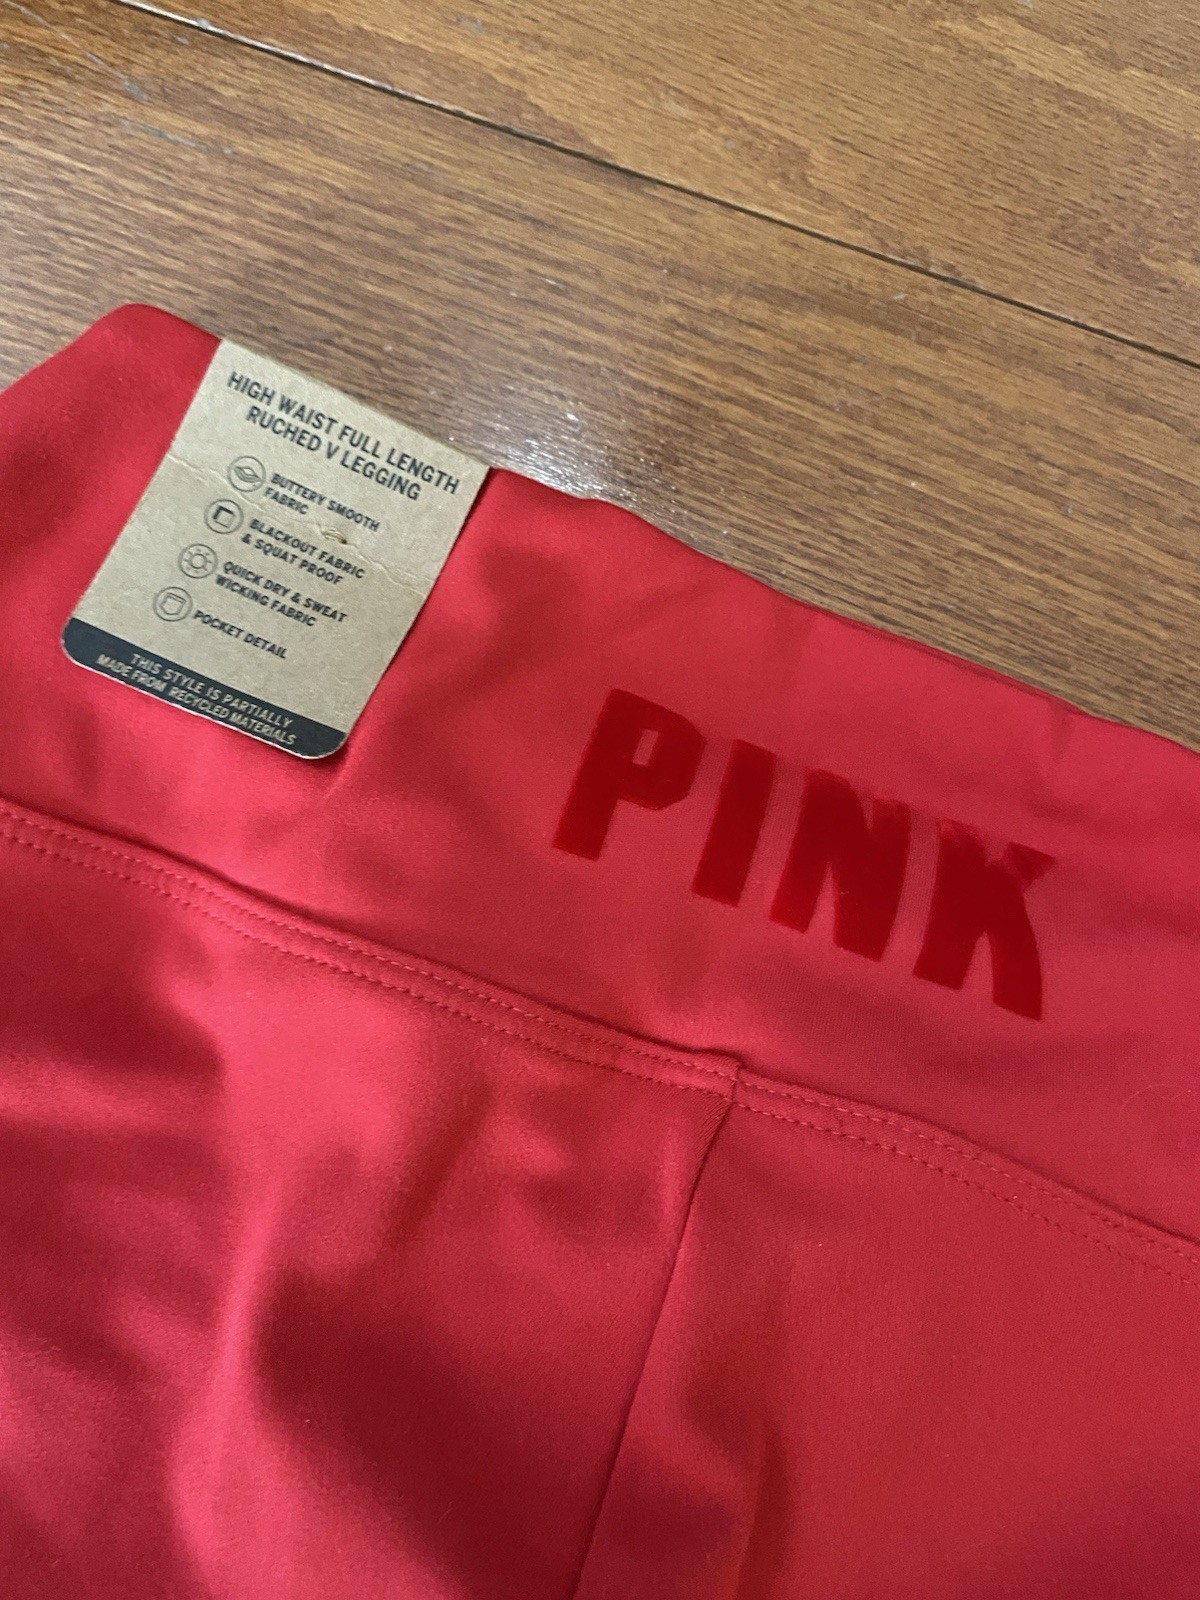 HIGH WAIST FULL LENGTH
RUCHED V LEGGING
BUTTERY SMOOTH
FABRIC
BLACKOUT FABRIC
& SQUAT PROOF
QUICK DRY & SWEAT
WICKING FABRIC
POCKET DETAIL
THIS STYLE IS PARTIALLY
MADE FROM RECYCLED MATERIALS
PINK